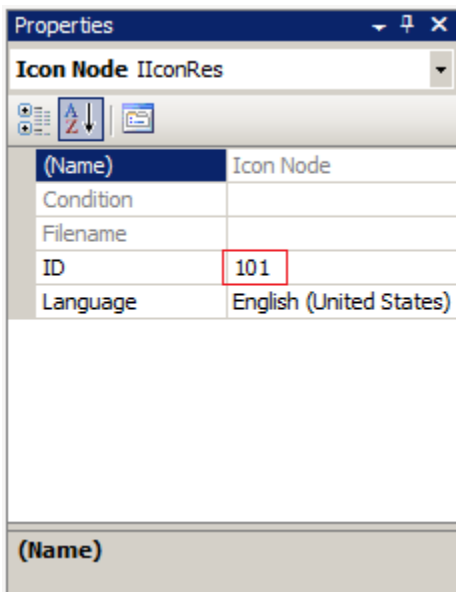 Properties
Icon Node IIconRes
A Z
(Name) Icon Node
Condition
Filename
ID 101
Language English (United States)
(Name)